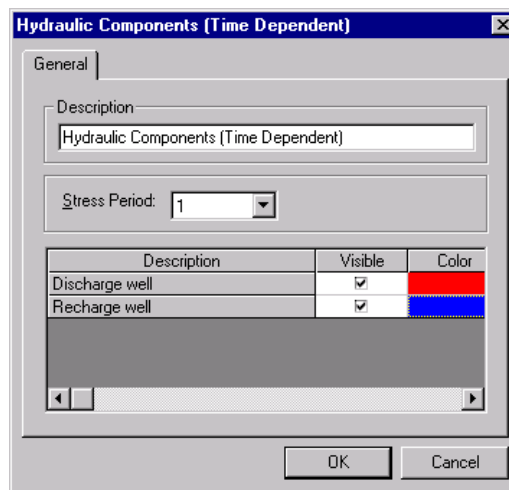 Hydraulic Components (Time Dependent)
General
Description
Hydraulic Components (Time Dependent)
Stress Period: 1
Description Visible Color
Discharge well
Recharge well
OK Cancel